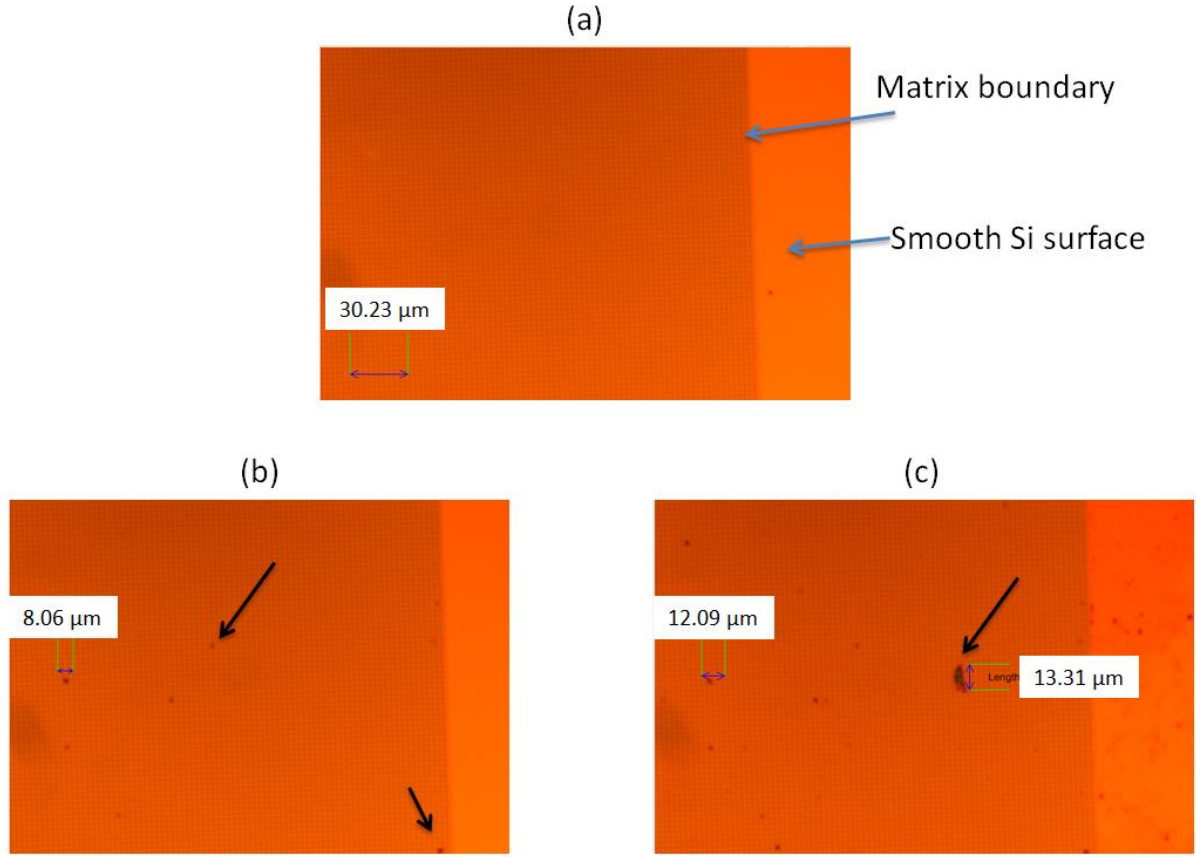 (a)
Matrix boundary
Smooth Si surface
30.23 µm
(b)
(c)
8.06 µm
12.09 µm
Length
13.31 µm